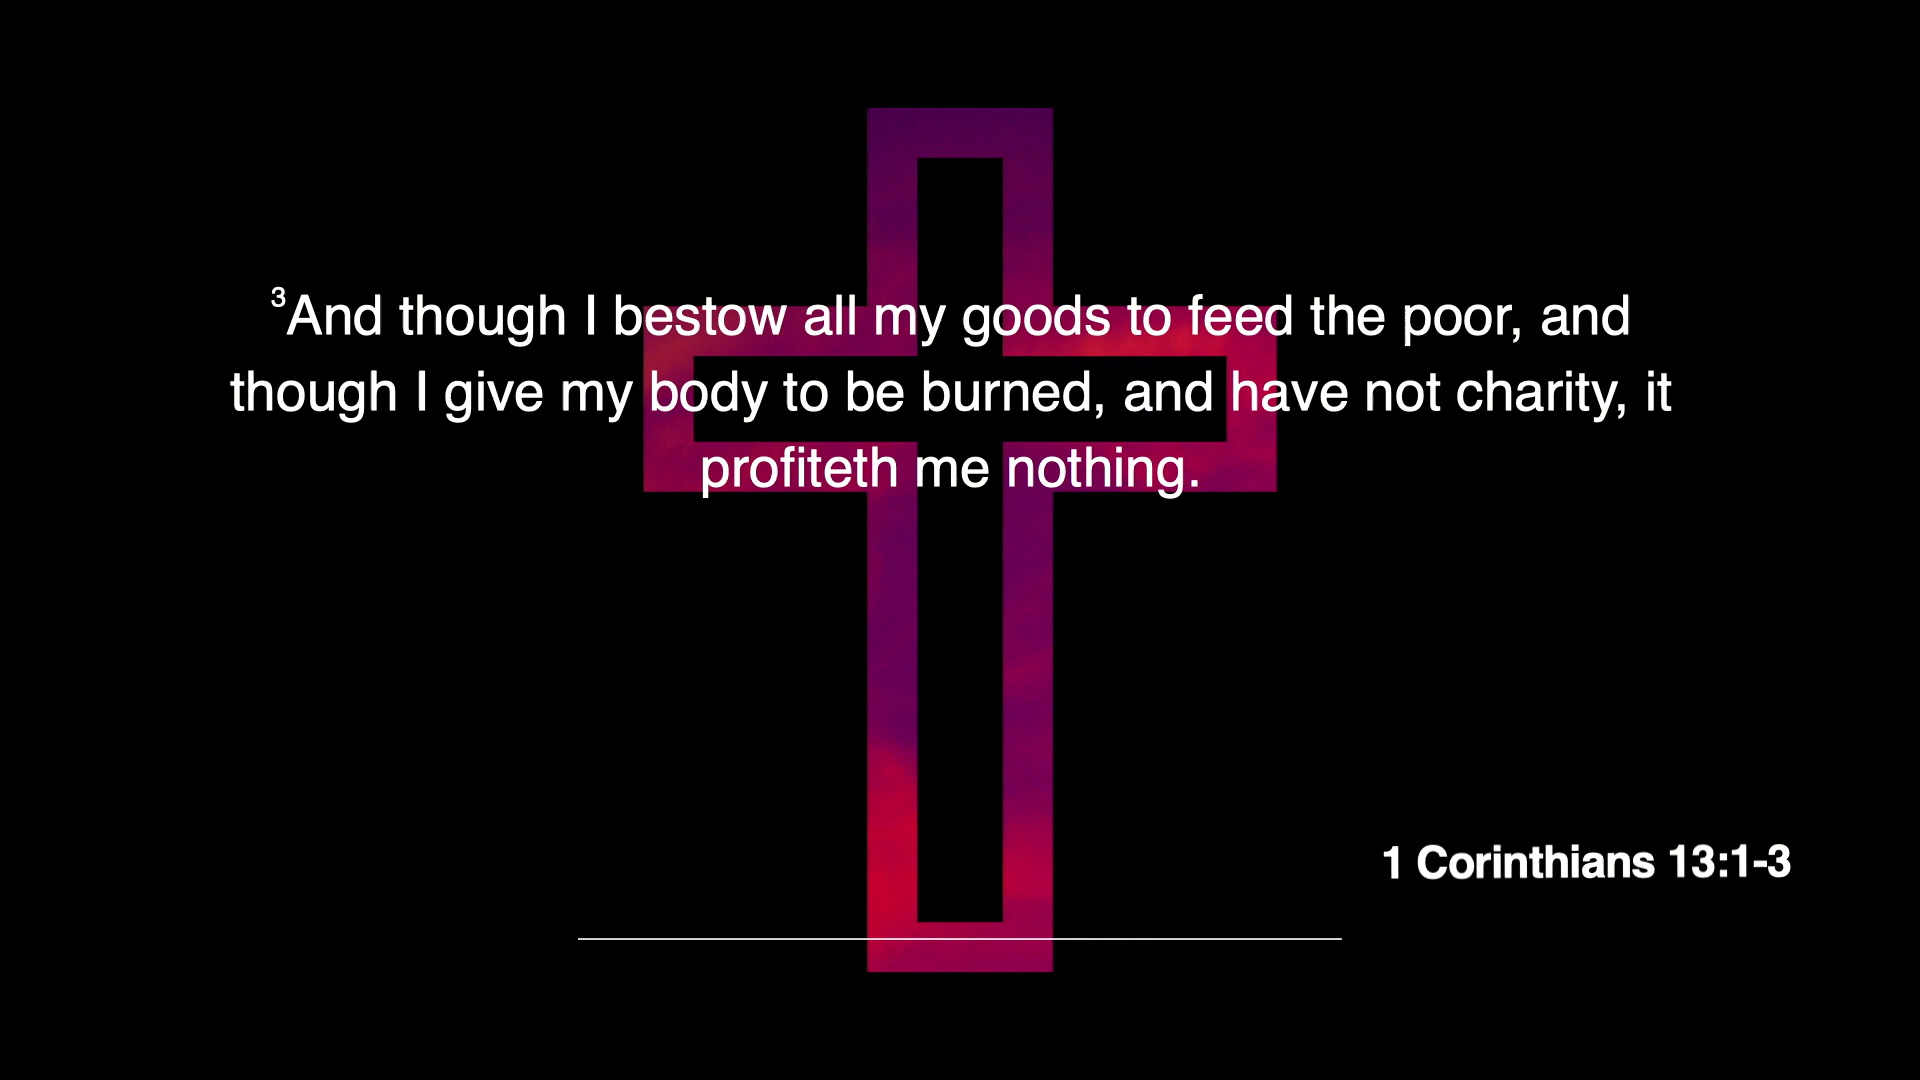 ³And though I bestow all my goods to feed the poor, and
though I give my body to be burned, and have not charity, it
profiteth me nothing.
1 Corinthians 13:1-3